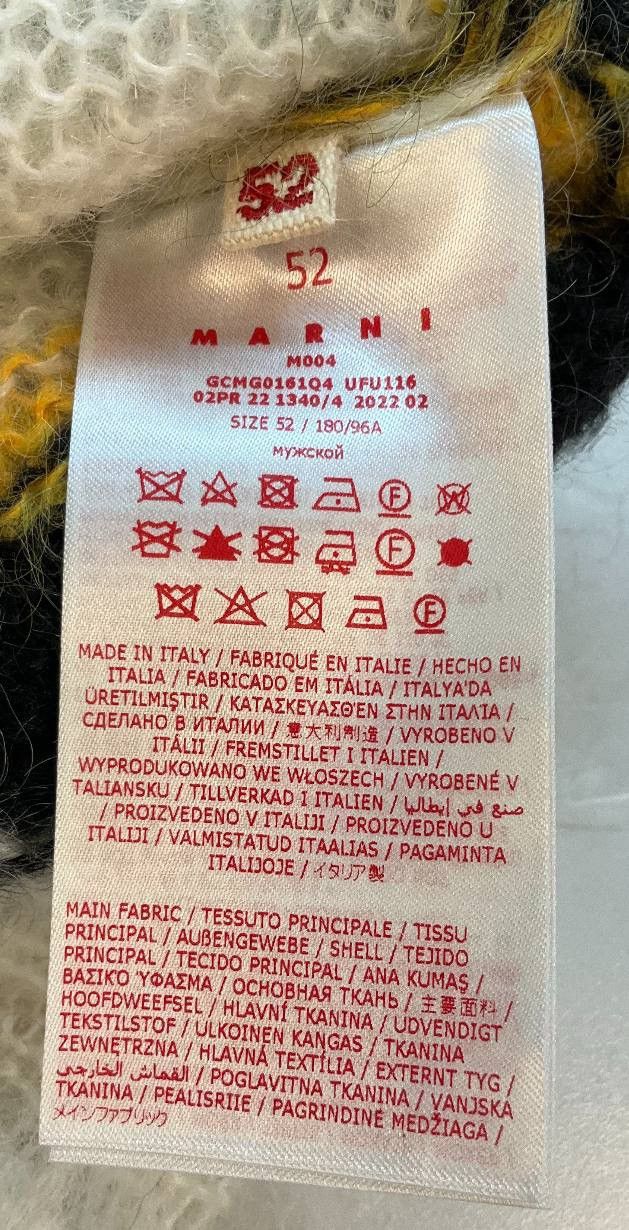 52
52
MARNI
M004
GCMG0161Q4 UFU116
02PR 22 1340/4 2022 02
SIZE 52 / 180/96A
мужской
F W
F
F
MADE IN ITALY / FABRIQUÉ EN ITALIE / HECHO EN
ITALIA / FABRICADO EM ITÁLIA / ITALYA'DA
ÜRETILMIŞTIR / ΚΑΤΑΣΚΕΥΑΣΘ'ΕΝ ΣΤΗΝ ΙΤΑΛΊΑ /
СДЕЛАНО В ИТАЛИИ / 意大利制造 / VYROBENO V
ITÁLII / FREMSTILLET I ITALIEN /
WYPRODUKOWANO WE WŁOSZECH / VYROBENÉ V
TALIANSKU / TILLVERKAD I ITALIEN / صنع في إيطاليا
/ PROIZVEDENO V ITALIJI / PROIZVEDENO U
ITALIJI / VALMISTATUD ITAALIAS / PAGAMINTA
ITALIJOJE / イタリア製
MAIN FABRIC / TESSUTO PRINCIPALE / TISSU
PRINCIPAL / AUßENGEWEBE / SHELL / TEJIDO
PRINCIPAL / TECIDO PRINCIPAL / ANA KUMAŞ /
ΒΑΣΙΚΌ ΎΦΑΣΜΑ / ОСНОВНАЯ ТКАНЬ / 主要面料 /
HOOFDWEEFSEL / HLAVNÍ TKANINA / UDVENDIGT
TEKSTILSTOF / ULKOINEN KANGAS / TKANINA
ZEWNĘTRZNA / HLAVNÁ TEXTÍLIA / EXTERNT TYG /
القماش الخارجي / POGLAVITNA TKANINA / VANJSKA
TKANINA / PEALISRIIE / PAGRINDINĖ MEDŽIAGA /
メインファブリック